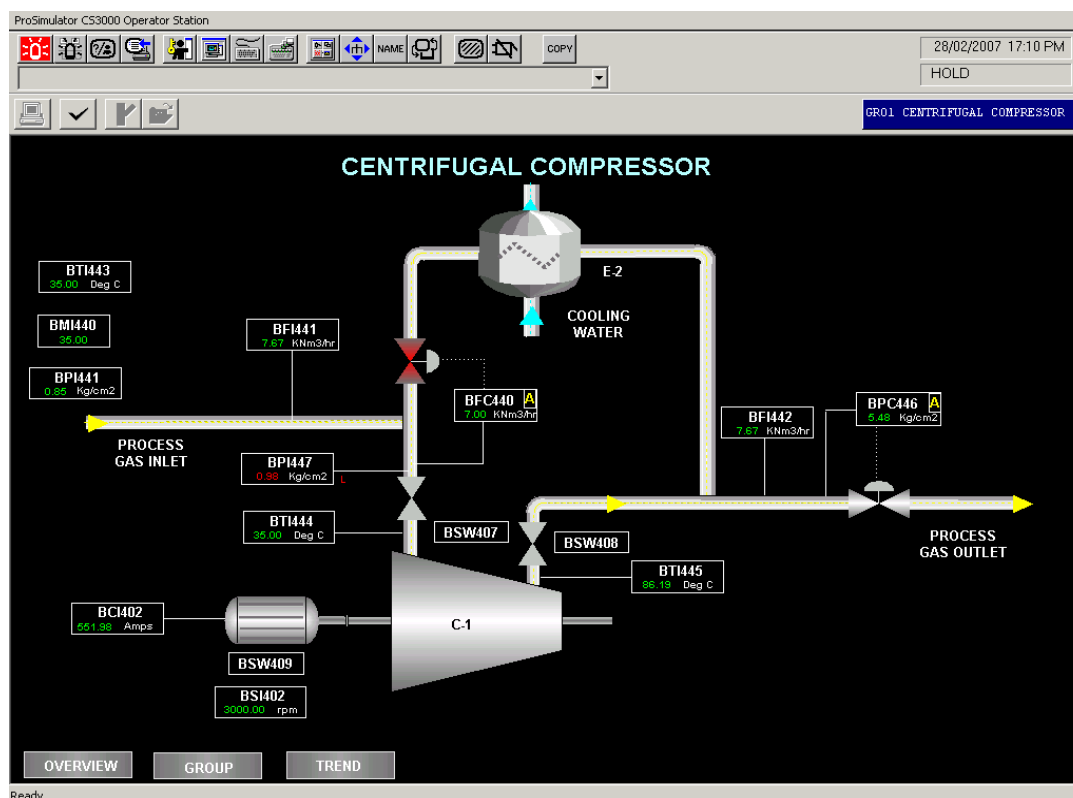 ProSimulator CS3000 Operator Station
NAME
COPY
28/02/2007 17:10 PM
HOLD
GR01 CENTRIFUGAL COMPRESSOR
CENTRIFUGAL COMPRESSOR
BTI443
35.00 Deg C
E-2
BMI440
35.00
COOLING
WATER
BFI441
7.67 KNm3/hr
BPI441
0.85 Kg/cm2
BFC440 A
7.00 KNm3/hr
BPC446 A
5.48 Kg/cm2
BFI442
7.67 KNm3/hr
PROCESS
GAS INLET
BPI447
0.98 Kg/cm2 L
BTI444
35.00 Deg C
BSW407
BSW408
PROCESS
GAS OUTLET
BTI445
86.19 Deg C
BCI402
551.98 Amps
C-1
BSW409
BSI402
3000.00 rpm
OVERVIEW
GROUP
TREND
Ready